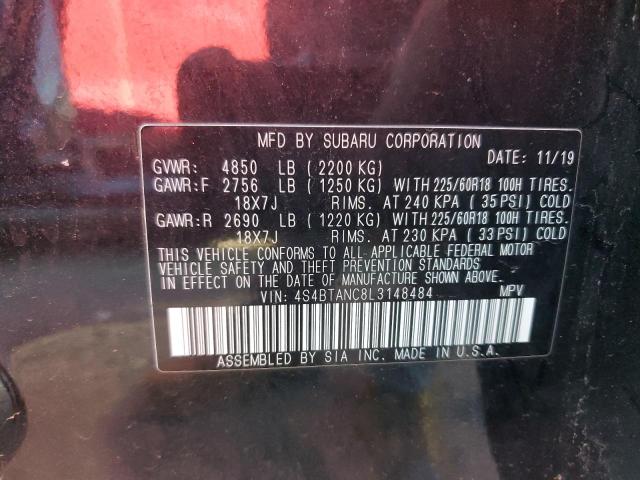 MFD BY SUBARU CORPORATION
DATE: 11/19
GVWR: 4850 LB (2200 KG)
GAWR:F 2756 LB (1250 KG) WITH 225/60R18 100H TIRES.
18X7J RIMS. AT 240 KPA (35 PSI) COLD
GAWR:R 2690 LB (1220 KG) WITH 225/60R18 100H TIRES.
18X7J RIMS. AT 230 KPA (33 PSI) COLD
THIS VEHICLE CONFORMS TO ALL APPLICABLE FEDERAL MOTOR
VEHICLE SAFETY AND THEFT PREVENTION STANDARDS
IN EFFECT ON THE DATE OF MANUFACTURE SHOWN ABOVE.
VIN: 4S4BTANC8L3148484 MPV
ASSEMBLED BY SIA INC. MADE IN U.S.A.